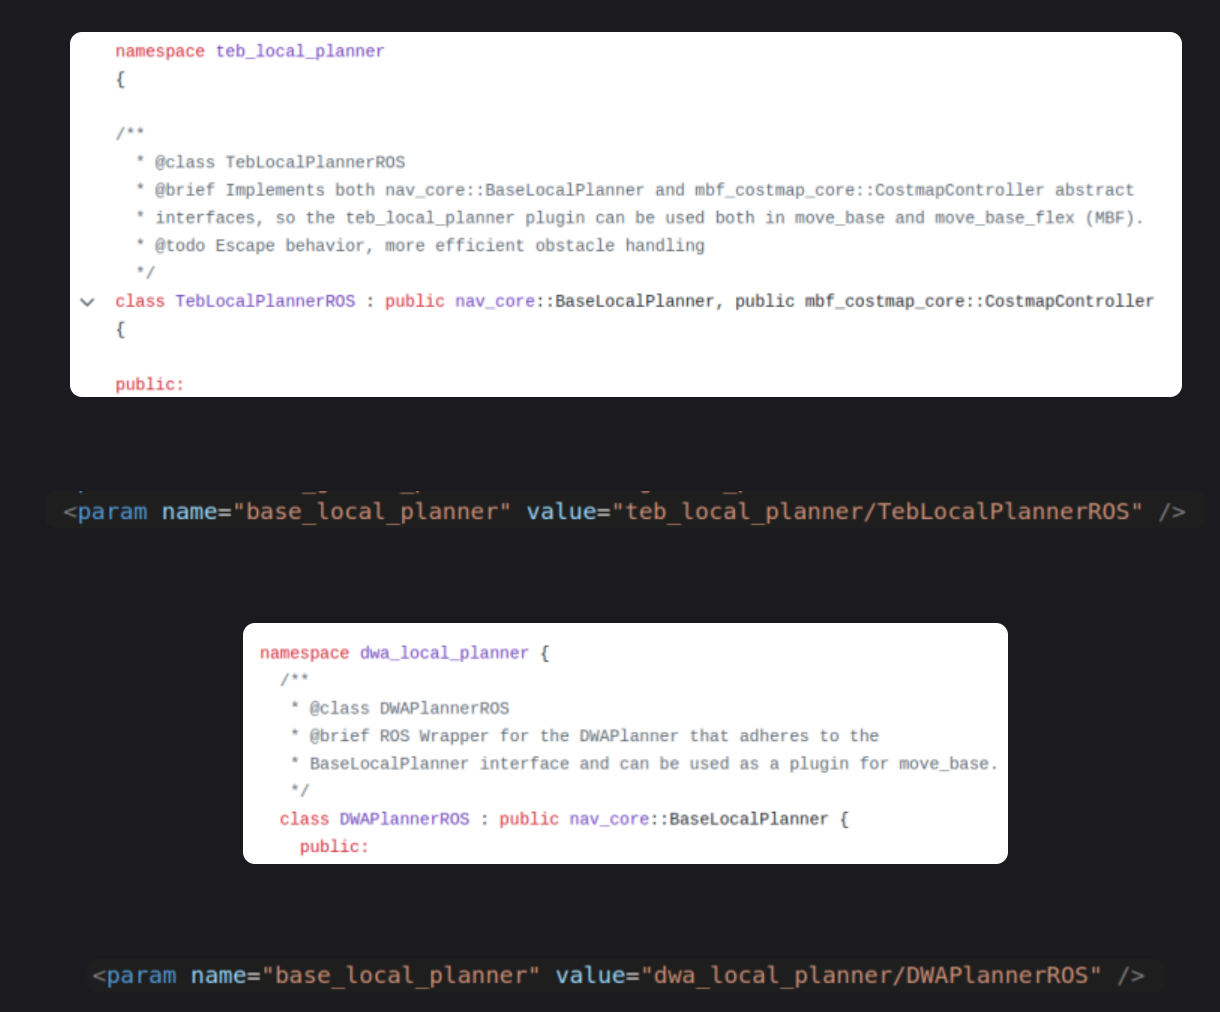 namespace teb_local_planner
{
/**
* @class TebLocalPlannerROS
* @brief Implements both nav_core::BaseLocalPlanner and mbf_costmap_core::CostmapController abstract
* interfaces, so the teb_local_planner plugin can be used both in move_base and move_base_flex (MBF).
* @todo Escape behavior, more efficient obstacle handling
*/
class TebLocalPlannerROS : public nav_core::BaseLocalPlanner, public mbf_costmap_core::CostmapController
{
public:
<param name="base_local_planner" value="teb_local_planner/TebLocalPlannerROS" />
namespace dwa_local_planner {
/**
* @class DWAPlannerROS
* @brief ROS Wrapper for the DWAPlanner that adheres to the
* BaseLocalPlanner interface and can be used as a plugin for move_base.
*/
class DWAPlannerROS : public nav_core::BaseLocalPlanner {
public:
<param name="base_local_planner" value="dwa_local_planner/DWAPlannerROS" />